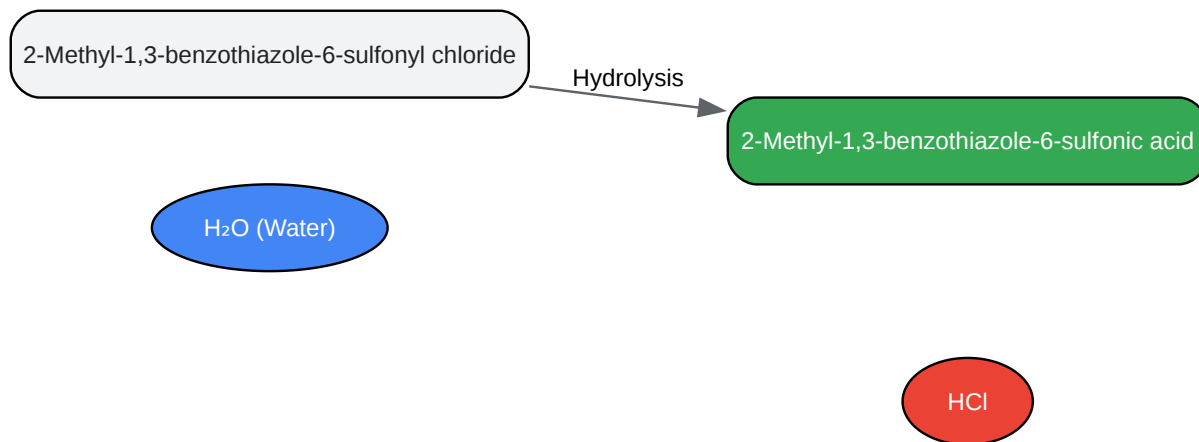 2-Methyl-1,3-benzothiazole-6-sulfonyl chloride
Hydrolysis
2-Methyl-1,3-benzothiazole-6-sulfonic acid
H₂O (Water)
HCl